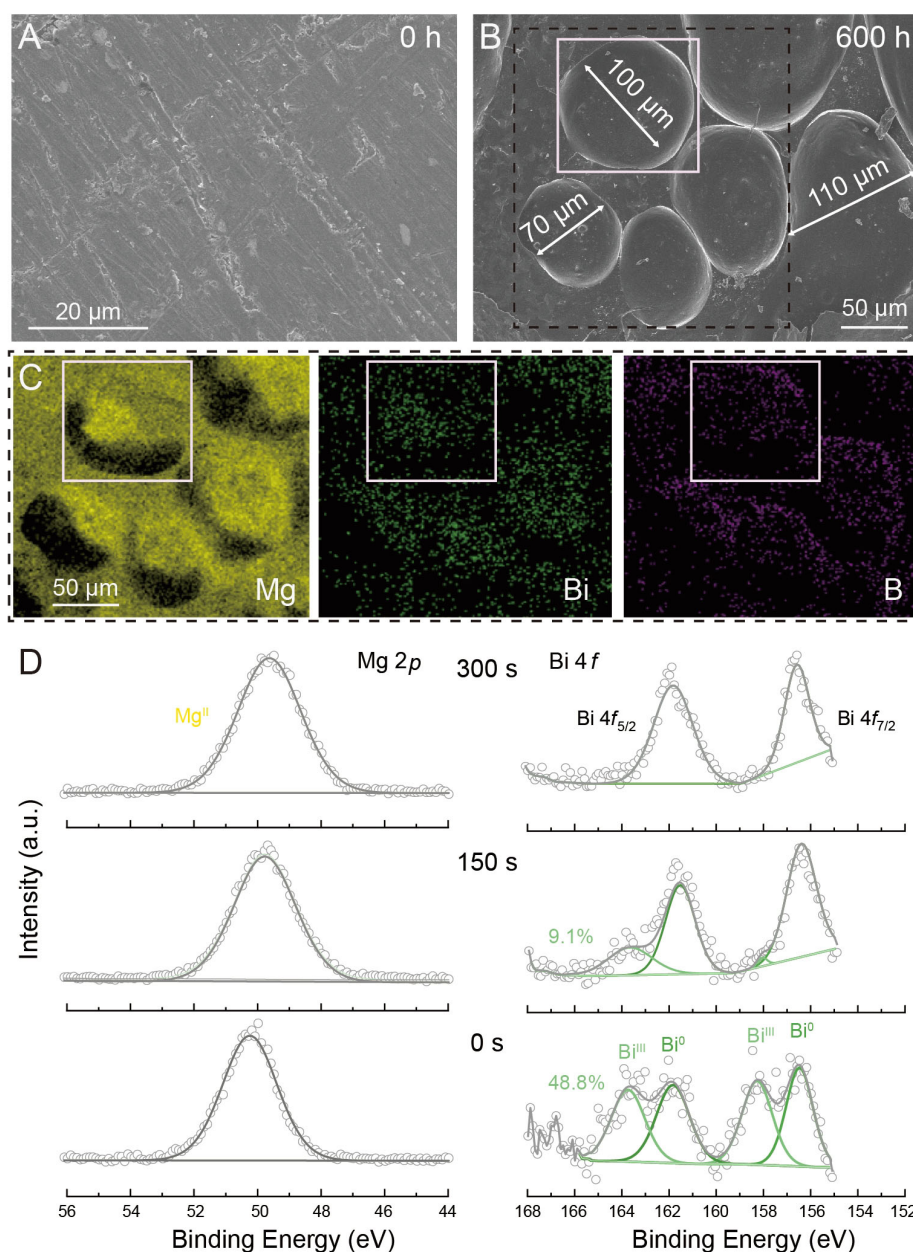 A
0 h
20 μm
B
600 h
100 μm
70 μm
110 μm
50 μm
C
50 μm
Mg
Bi
B
D
Mg 2p
300 s
Bi 4f
Mg^II
Bi 4f_5/2
Bi 4f_7/2
150 s
9.1%
0 s
Bi^III
Bi^0
Bi^III
Bi^0
48.8%
Intensity (a.u.)
56 54 52 50 48 46 44
168 166 164 162 160 158 156 154 152
Binding Energy (eV)
Binding Energy (eV)